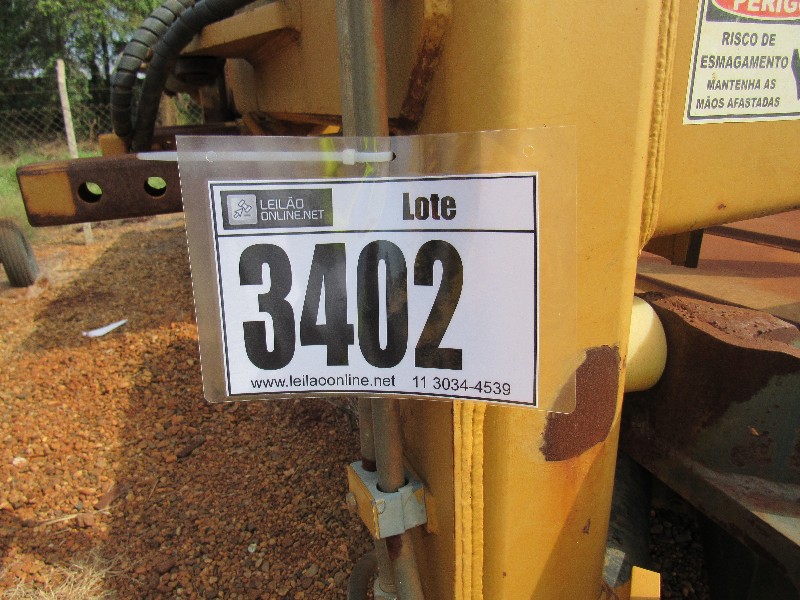 LEILÃO
ONLINE.NET
Lote
3402
www.leilaoonline.net 11 3034-4539
PERIGO
RISCO DE
ESMAGAMENTO
MANTENHA AS
MÃOS AFASTADAS